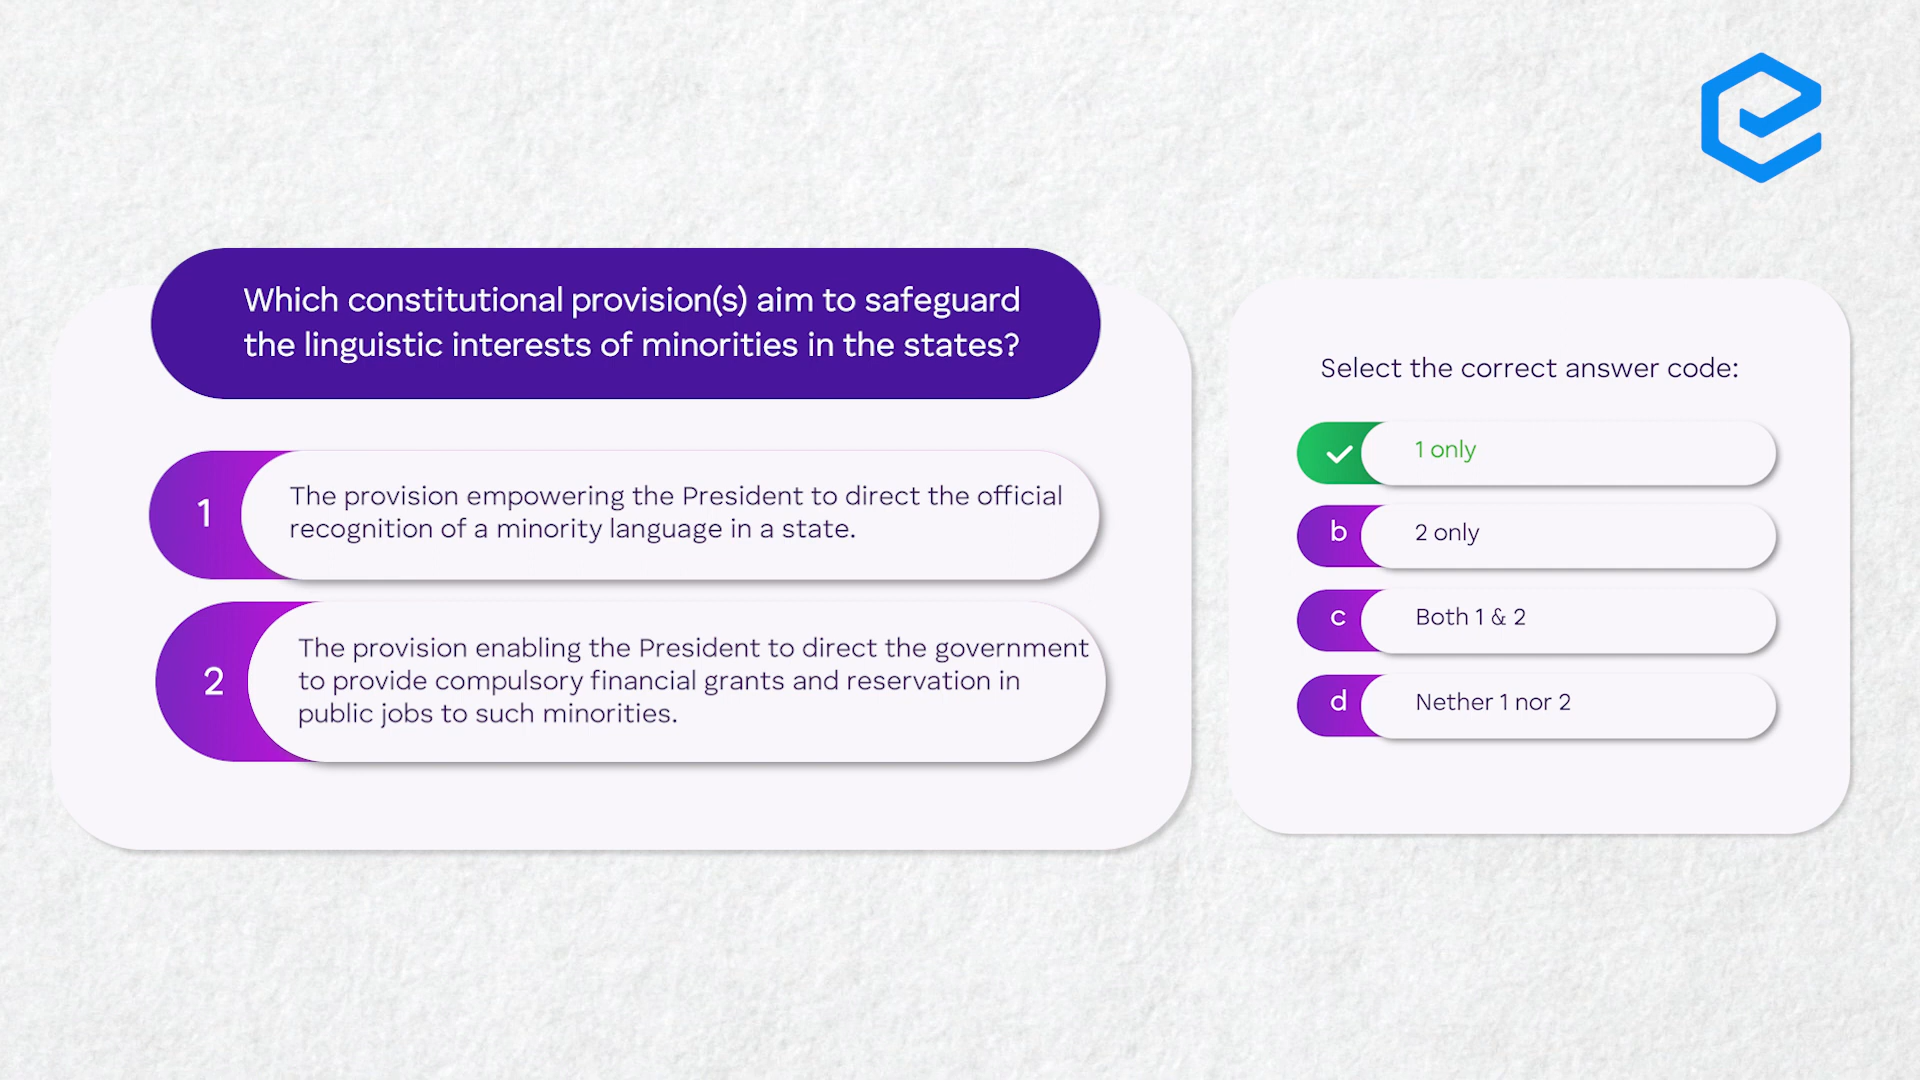 Which constitutional provision(s) aim to safeguard
the linguistic interests of minorities in the states?
1
The provision empowering the President to direct the official
recognition of a minority language in a state.
2
The provision enabling the President to direct the government
to provide compulsory financial grants and reservation in
public jobs to such minorities.
Select the correct answer code:
1 only
b
2 only
c
Both 1 & 2
d
Nether 1 nor 2